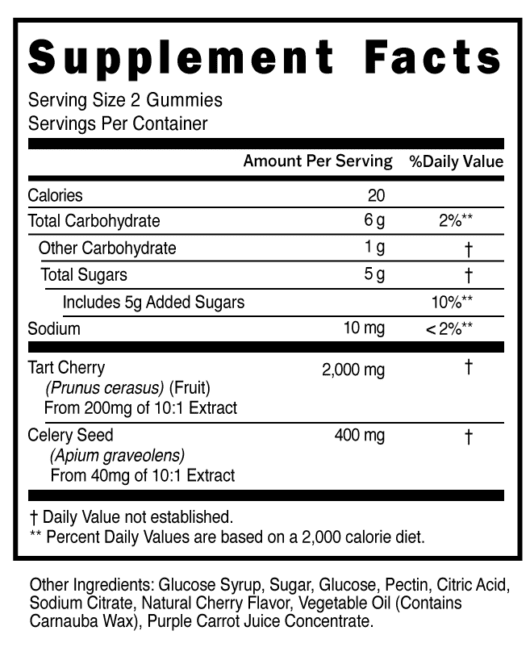 Supplement Facts
Serving Size 2 Gummies
Servings Per Container
Amount Per Serving %Daily Value
Calories 20
Total Carbohydrate 6 g 2%**
Other Carbohydrate 1 g †
Total Sugars 5 g †
Includes 5g Added Sugars 10%**
Sodium 10 mg <2%**
Tart Cherry 2,000 mg †
(Prunus cerasus) (Fruit)
From 200mg of 10:1 Extract
Celery Seed 400 mg †
(Apium graveolens)
From 40mg of 10:1 Extract
† Daily Value not established.
** Percent Daily Values are based on a 2,000 calorie diet.
Other Ingredients: Glucose Syrup, Sugar, Glucose, Pectin, Citric Acid,
Sodium Citrate, Natural Cherry Flavor, Vegetable Oil (Contains
Carnauba Wax), Purple Carrot Juice Concentrate.